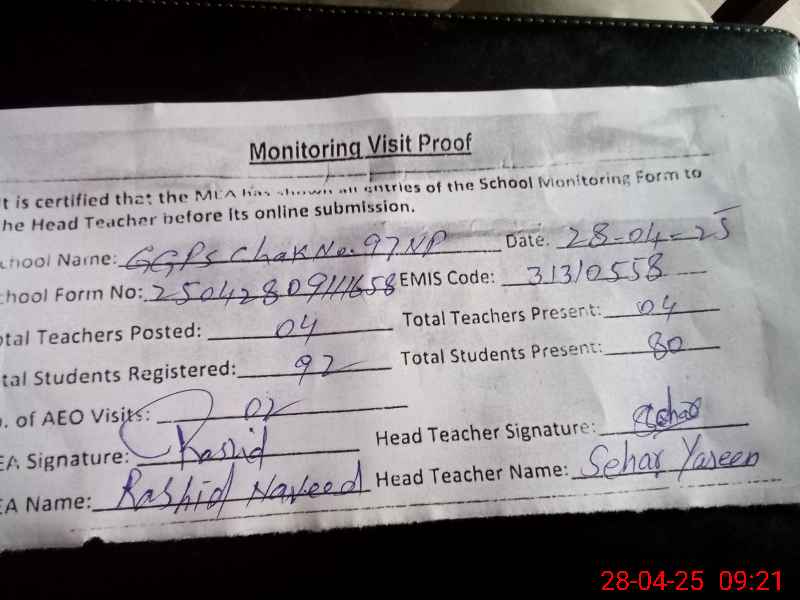 Monitoring Visit Proof
t is certified that the MEA has shown all entries of the School Monitoring Form to
he Head Teacher before its online submission.
chool Name: GGPS Chak No. 97 NP Date: 28-04-25
chool Form No: 250428091111658 EMIS Code: 31310558
otal Teachers Posted: 04 Total Teachers Present: 04
tal Students Registered: 92 Total Students Present: 80
. of AEO Visits: 02
EA Signature: Rashid Head Teacher Signature: Sehar
EA Name: Rashid Naveed Head Teacher Name: Sehar Yaseen
28-04-25 09:21